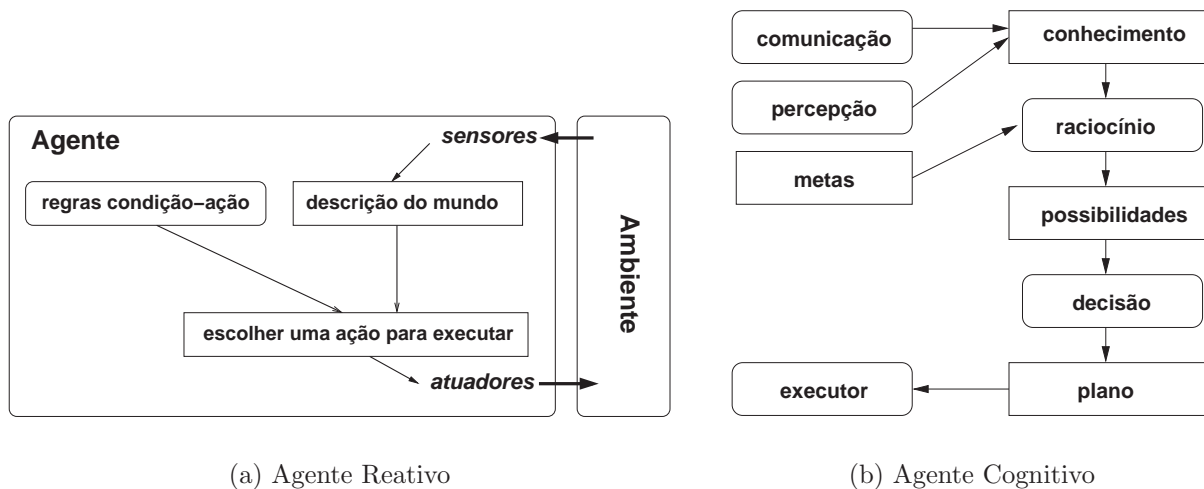 Agente
sensores
regras condição−ação
descrição do mundo
escolher uma ação para executar
atuadores
Ambiente
(a) Agente Reativo
comunicação
conhecimento
percepção
raciocínio
metas
possibilidades
decisão
executor
plano
(b) Agente Cognitivo